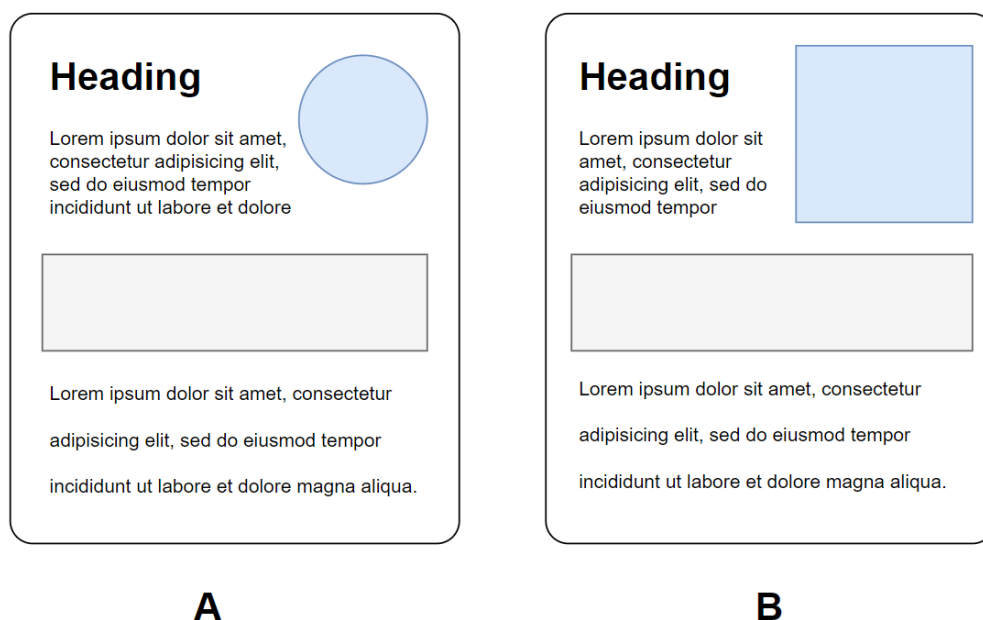 Heading
Lorem ipsum dolor sit amet,
consectetur adipisicing elit,
sed do eiusmod tempor
incididunt ut labore et dolore
Lorem ipsum dolor sit amet, consectetur
adipisicing elit, sed do eiusmod tempor
incididunt ut labore et dolore magna aliqua.
A
Heading
Lorem ipsum dolor sit
amet, consectetur
adipisicing elit, sed do
eiusmod tempor
Lorem ipsum dolor sit amet, consectetur
adipisicing elit, sed do eiusmod tempor
incididunt ut labore et dolore magna aliqua.
B